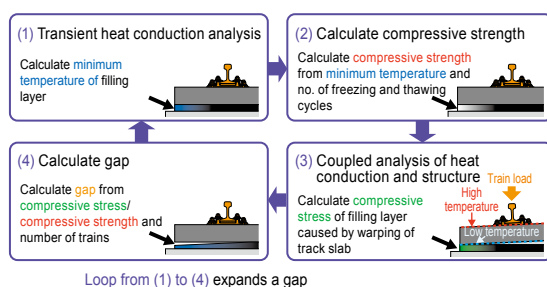 (1) Transient heat conduction analysis
Calculate minimum
temperature of filling
layer
(2) Calculate compressive strength
Calculate compressive strength
from minimum temperature and
no. of freezing and thawing
cycles
(4) Calculate gap
Calculate gap from
compressive stress/
compressive strength and
number of trains
(3) Coupled analysis of heat
conduction and structure
Train load
High
temperature
Calculate compressive
stress of filling layer
caused by warping of
track slab
Low temperature
Loop from (1) to (4) expands a gap